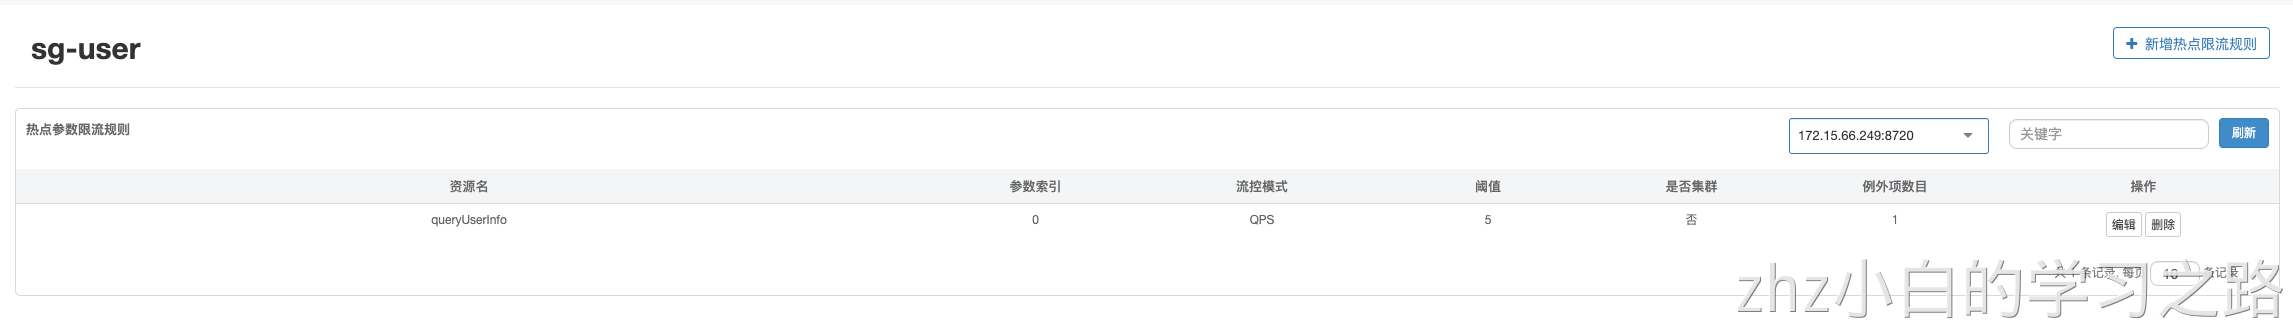 sg-user
新增热点限流规则
热点参数限流规则
172.15.66.249:8720
关键字
刷新
资源名 参数索引 流控模式 阈值 是否集群 例外项数目 操作
queryUserInfo 0 QPS 5 否 1 编辑 删除
共 1 条记录, 每页 10 条记录
zhz小白的学习之路